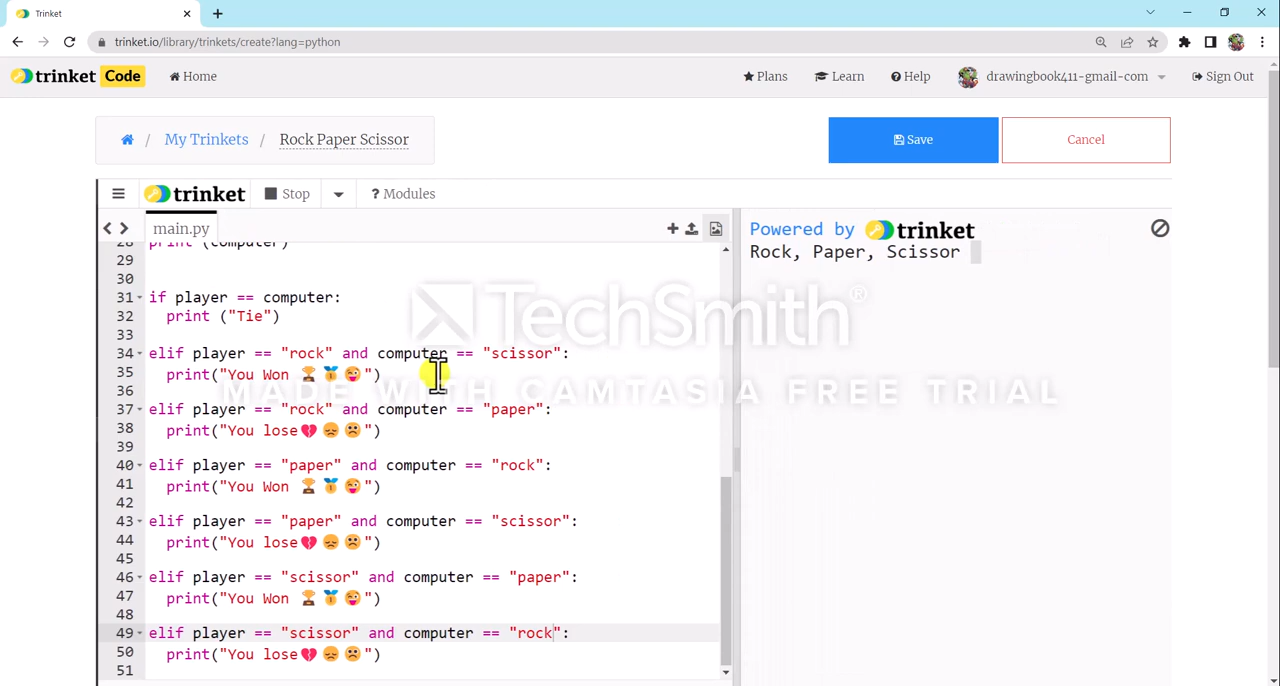 Trinket
trinket.io/library/trinkets/create?lang=python
trinket Code
Home
Plans
Learn
Help
drawingbook411-gmail-com
Sign Out
/ My Trinkets / Rock Paper Scissor
Save
Cancel
trinket
Stop
? Modules
main.py
28 print (computer)
29
30
31 if player == computer:
32 print ("Tie")
33
34 elif player == "rock" and computer == "scissor":
35 print("You Won 🏆🥇😜")
36
37 elif player == "rock" and computer == "paper":
38 print("You lose💔😞☹️")
39
40 elif player == "paper" and computer == "rock":
41 print("You Won 🏆🥇😜")
42
43 elif player == "paper" and computer == "scissor":
44 print("You lose💔😞☹️")
45
46 elif player == "scissor" and computer == "paper":
47 print("You Won 🏆🥇😜")
48
49 elif player == "scissor" and computer == "rock":
50 print("You lose💔😞☹️")
51
Powered by trinket
Rock, Paper, Scissor
TechSmith®
MADE WITH CAMTASIA FREE TRIAL